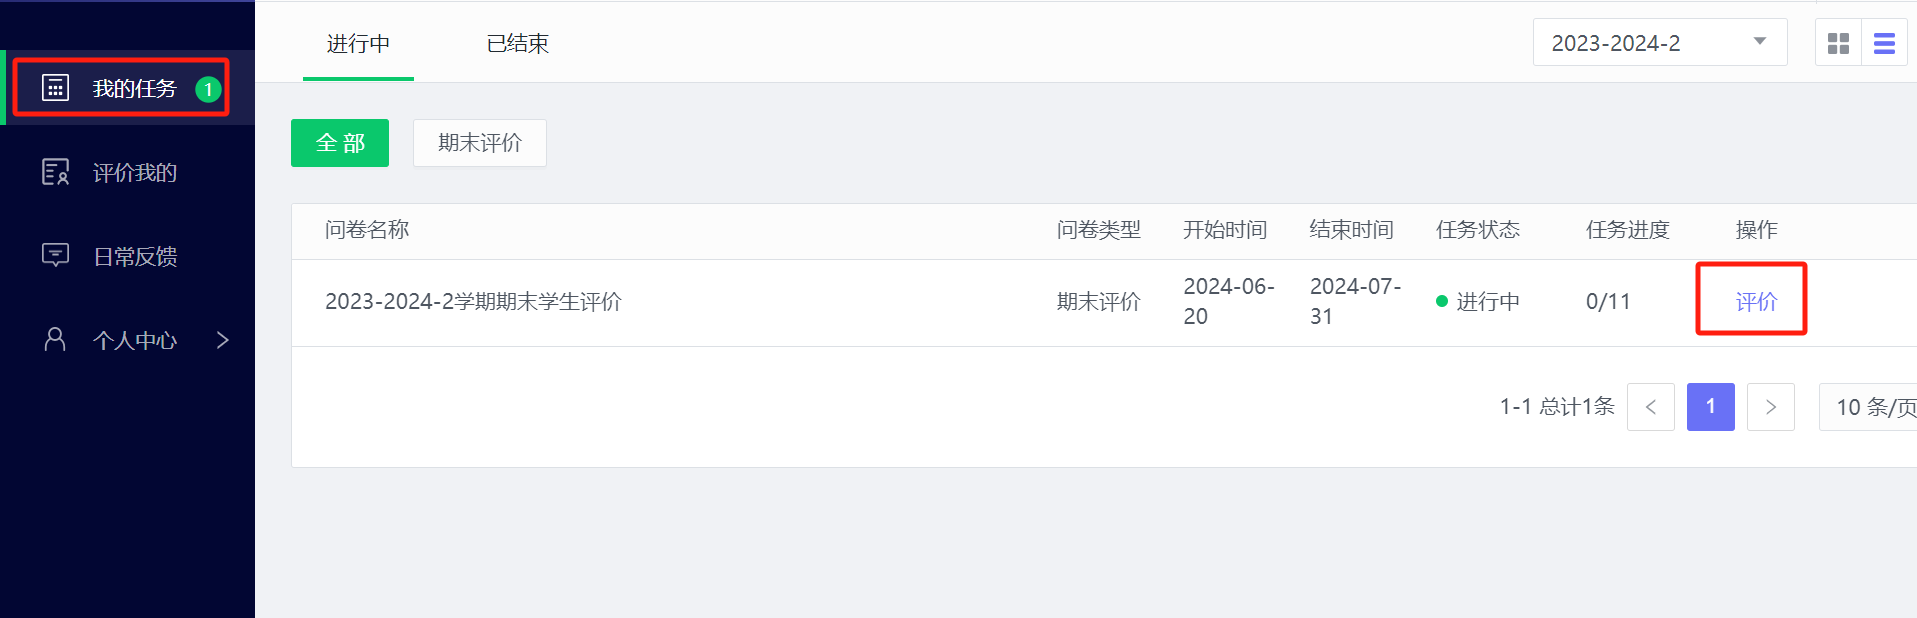 进行中 已结束 2023-2024-2
我的任务 1
评价我的
日常反馈
个人中心
全部 期末评价
问卷名称 问卷类型 开始时间 结束时间 任务状态 任务进度 操作
2023-2024-2学期期末学生评价 期末评价 2024-06-20 2024-07-31 进行中 0/11 评价
1-1 总计1条 1 10 条/页